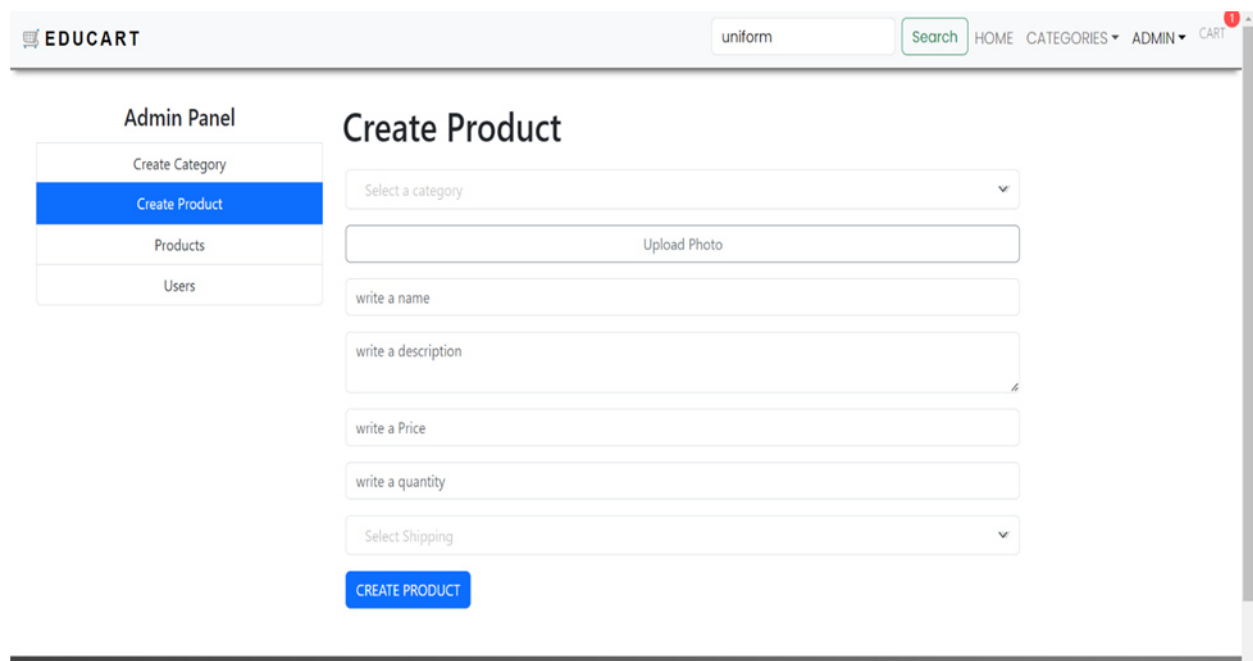 EDUCART
uniform Search HOME CATEGORIES ADMIN CART 1
Admin Panel
Create Category
Create Product
Products
Users
Create Product
Select a category
Upload Photo
write a name
write a description
write a Price
write a quantity
Select Shipping
CREATE PRODUCT